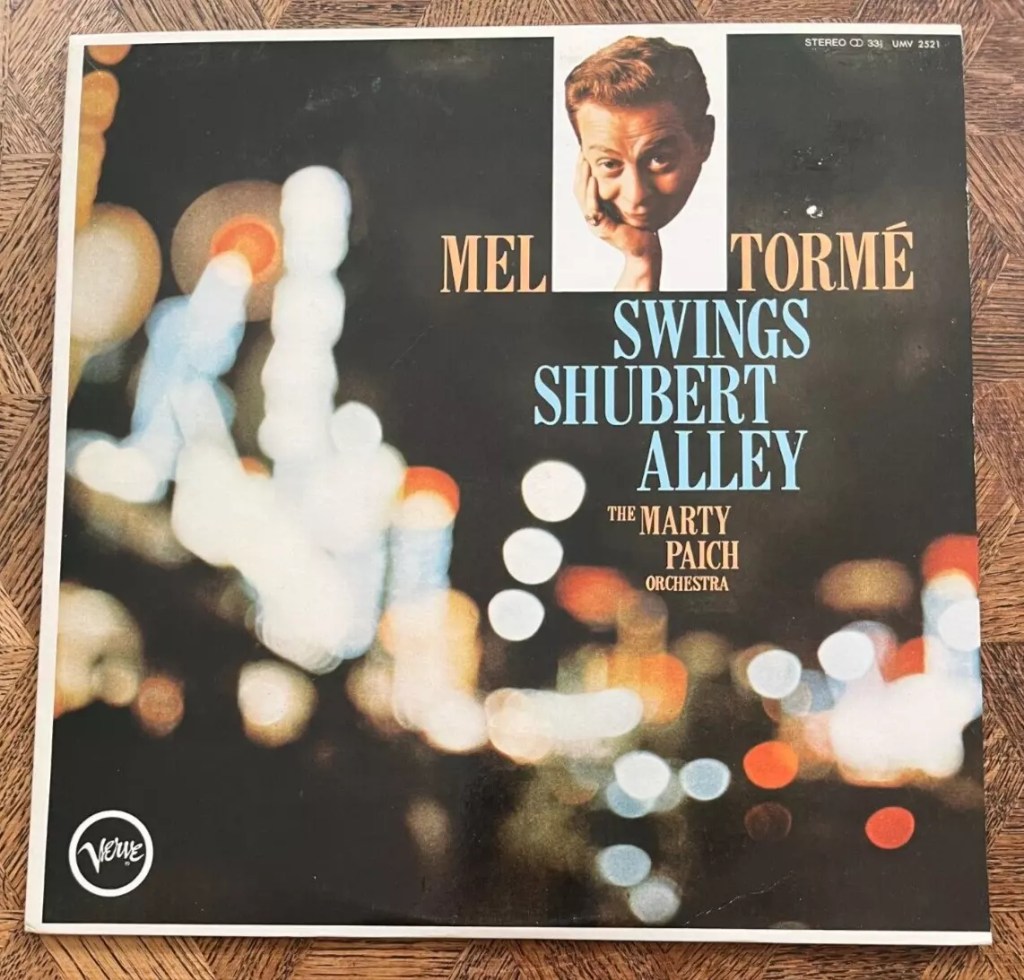 STEREO 33⅓ UMV 2521
MEL TORMÉ
SWINGS
SHUBERT
ALLEY
THE MARTY
PAICH
ORCHESTRA
Verve